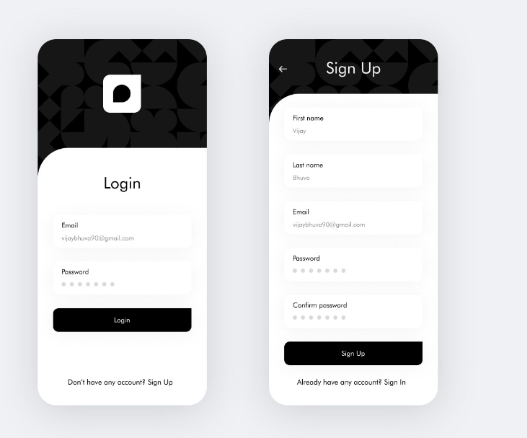 Login
Email
vijaybhuva90@gmail.com
Password
Login
Don't have any account? Sign Up
Sign Up
First name
Vijay
Last name
Bhuva
Email
vijaybhuva90@gmail.com
Password
Confirm password
Sign Up
Already have any account? Sign In